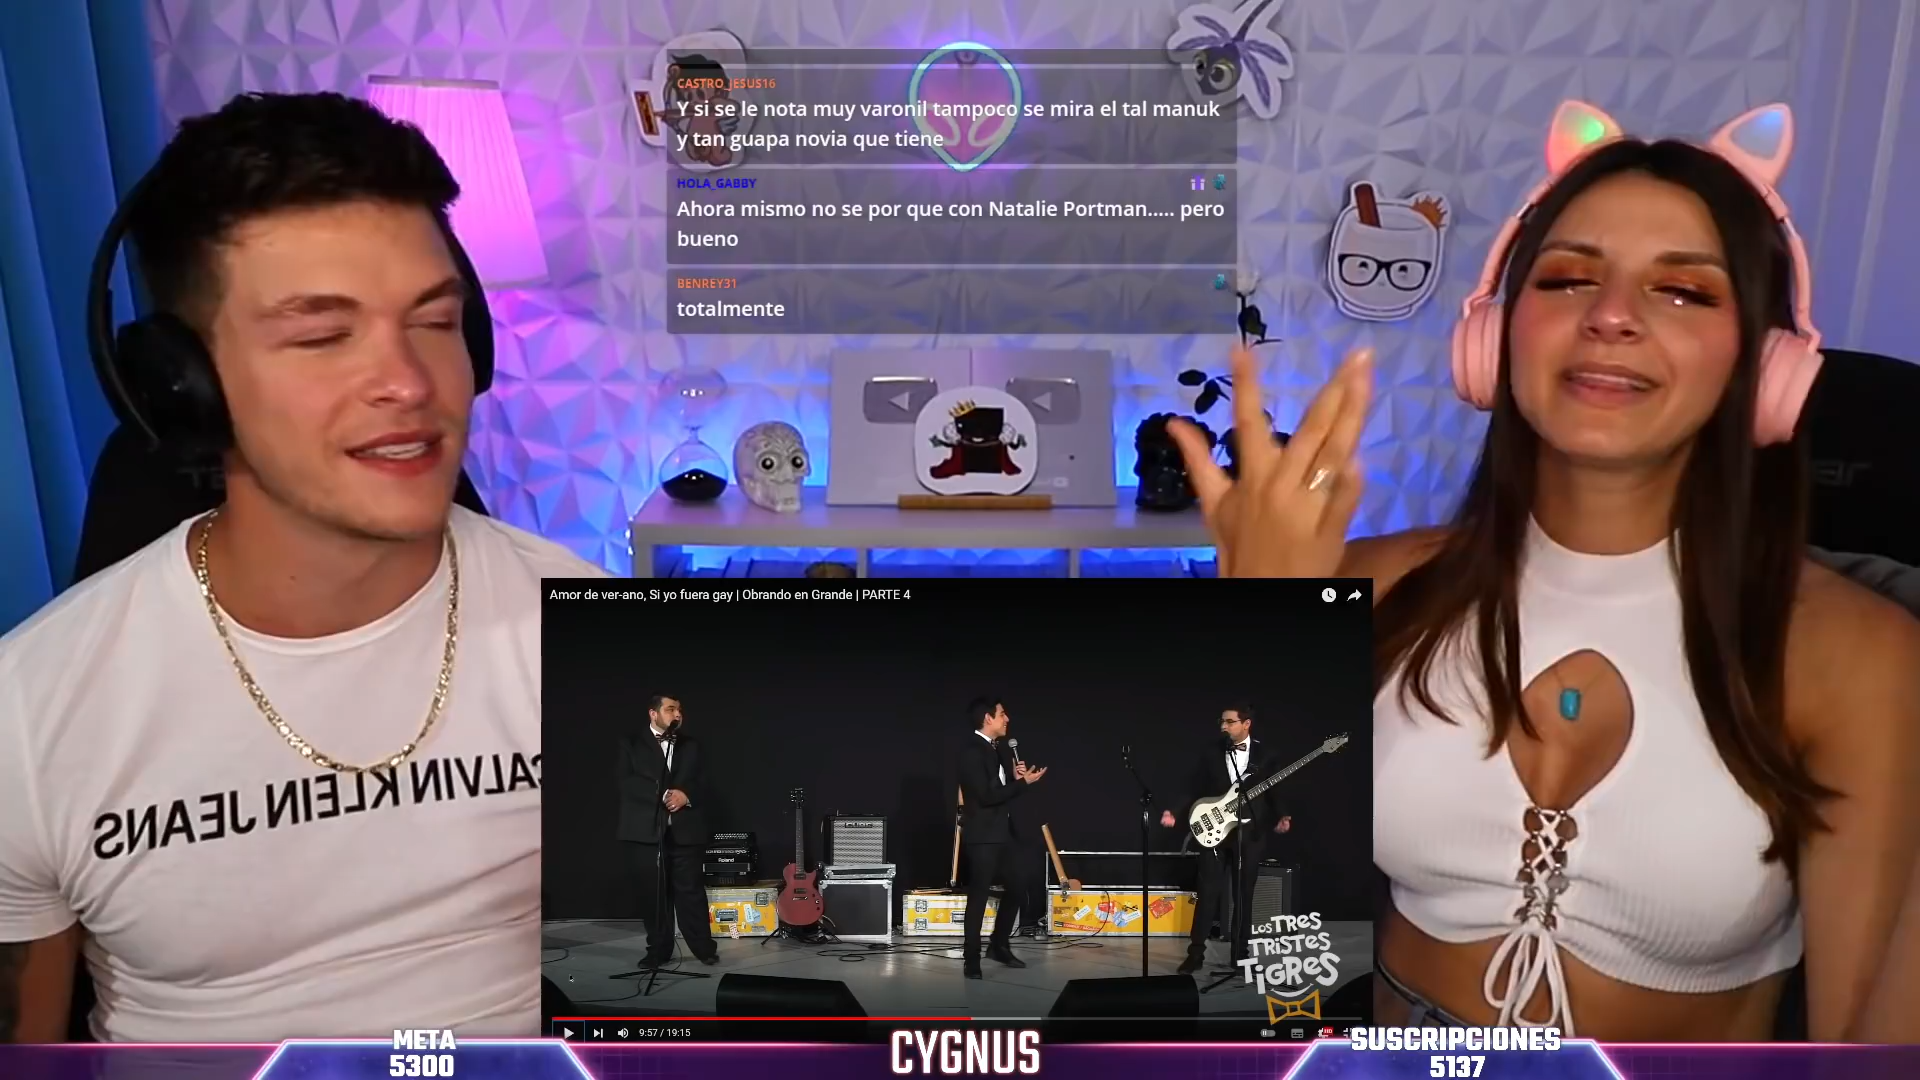 CASTRO_JESUS16
Y si se le nota muy varonil tampoco se mira el tal manuk
y tan guapa novia que tiene
HOLA_GABBY
Ahora mismo no se por que con Natalie Portman..... pero
bueno
BENREY31
totalmente
CALVIN KLEIN JEANS
Amor de ver-ano, Si yo fuera gay | Obrando en Grande | PARTE 4
Roland
LOS TRES
TRISTES
TIGRES
9:57 / 19:15
META
5300
CYGNUS
SUSCRIPCIONES
5137